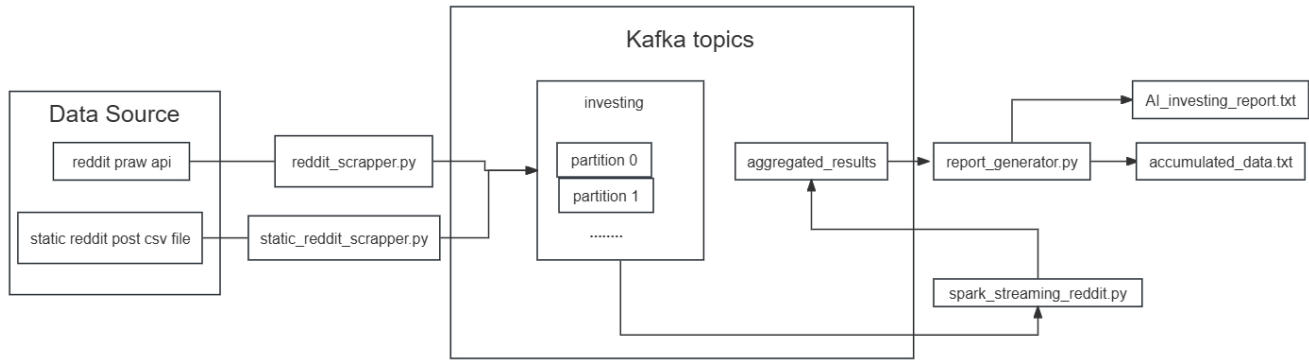 Kafka topics
Data Source
investing
AI_investing_report.txt
reddit praw api
reddit_scrapper.py
partition 0
aggregated_results
report_generator.py
accumulated_data.txt
partition 1
static reddit post csv file
static_reddit_scrapper.py
........
spark_streaming_reddit.py